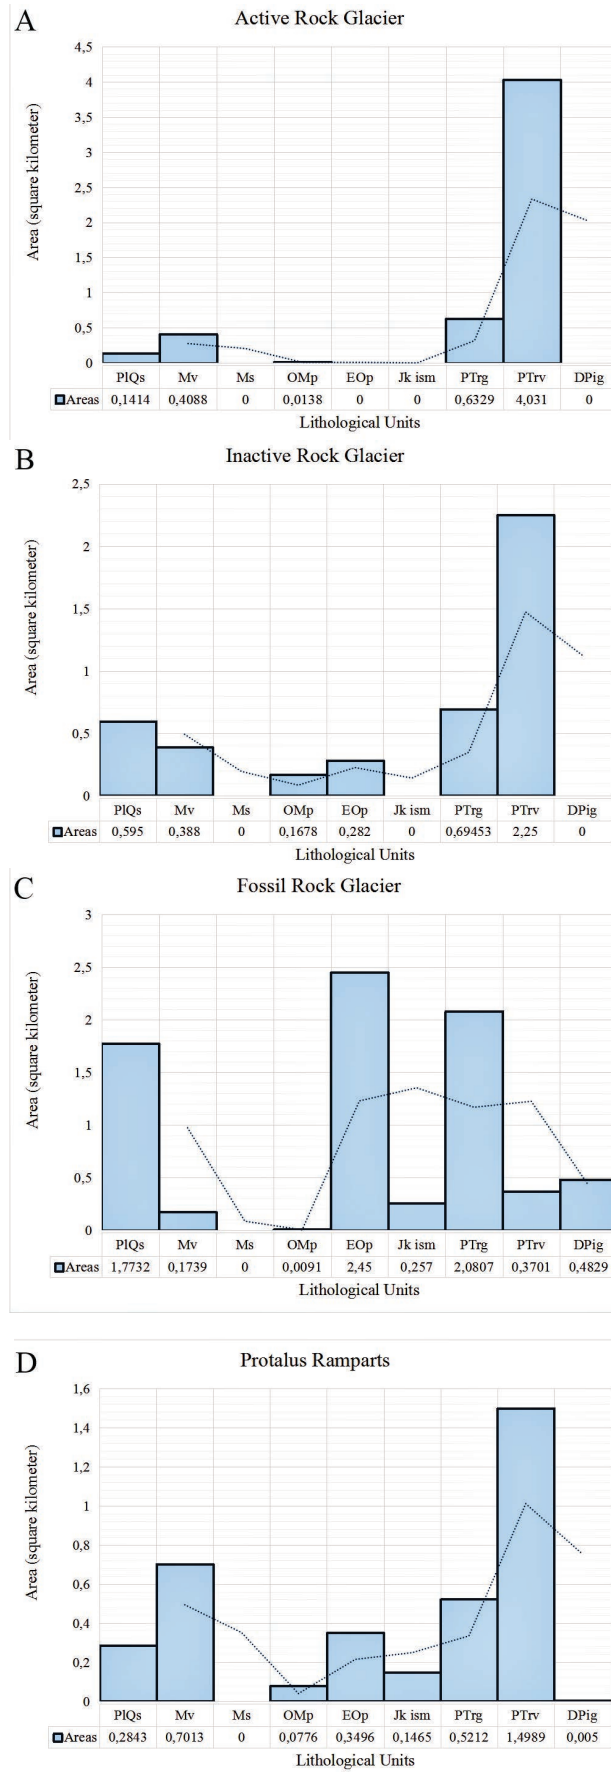 A
Active Rock Glacier
Area (square kilometer)
4,5
4
3,5
3
2,5
2
1,5
1
0,5
0
PlQs Mv Ms OMp EOp Jk ism PTrg PTrv DPig
Areas 0,1414 0,4088 0 0,0138 0 0 0,6329 4,031 0
Lithological Units
B
Inactive Rock Glacier
Area (square kilometer)
2,5
2
1,5
1
0,5
0
PlQs Mv Ms OMp EOp Jk ism PTrg PTrv DPig
Areas 0,595 0,388 0 0,1678 0,282 0 0,69453 2,25 0
Lithological Units
C
Fossil Rock Glacier
Area (square kilometer)
3
2,5
2
1,5
1
0,5
0
PlQs Mv Ms OMp EOp Jk ism PTrg PTrv DPig
Areas 1,7732 0,1739 0 0,0091 2,45 0,257 2,0807 0,3701 0,4829
Lithological Units
D
Protalus Ramparts
Area (square kilometer)
1,6
1,4
1,2
1
0,8
0,6
0,4
0,2
0
PlQs Mv Ms OMp EOp Jk ism PTrg PTrv DPig
Areas 0,2843 0,7013 0 0,0776 0,3496 0,1465 0,5212 1,4989 0,005
Lithological Units